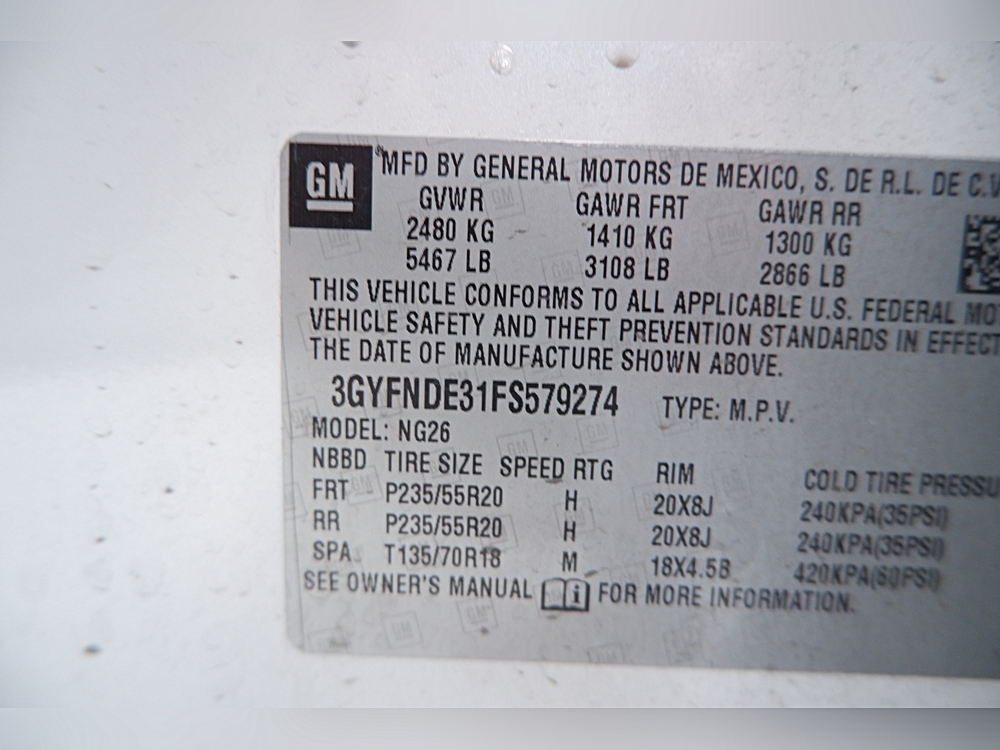 GM
MFD BY GENERAL MOTORS DE MEXICO, S. DE R.L. DE C.V
GVWR GAWR FRT GAWR RR
2480 KG 1410 KG 1300 KG
5467 LB 3108 LB 2866 LB
THIS VEHICLE CONFORMS TO ALL APPLICABLE U.S. FEDERAL MO
VEHICLE SAFETY AND THEFT PREVENTION STANDARDS IN EFFECT
THE DATE OF MANUFACTURE SHOWN ABOVE.
3GYFNDE31FS579274 TYPE: M.P.V.
MODEL: NG26
NBBD TIRE SIZE SPEED RTG RIM COLD TIRE PRESSU
FRT P235/55R20 H 20X8J 240KPA(35PSI)
RR P235/55R20 H 20X8J 240KPA(35PSI)
SPA T135/70R18 M 18X4.5B 420KPA(60PSI)
SEE OWNER'S MANUAL i FOR MORE INFORMATION.